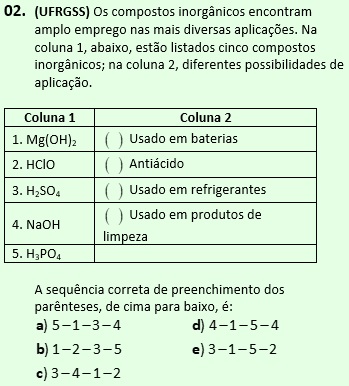 02. (UFRGSS) Os compostos inorgânicos encontram
amplo emprego nas mais diversas aplicações. Na
coluna 1, abaixo, estão listados cinco compostos
inorgânicos; na coluna 2, diferentes possibilidades de
aplicação.
Coluna 1 Coluna 2
1. Mg(OH)₂ ( ) Usado em baterias
2. HClO ( ) Antiácido
3. H₂SO₄ ( ) Usado em refrigerantes
4. NaOH ( ) Usado em produtos de
limpeza
5. H₃PO₄
A sequência correta de preenchimento dos
parênteses, de cima para baixo, é:
a) 5−1−3−4 d) 4−1−5−4
b) 1−2−3−5 e) 3−1−5−2
c) 3−4−1−2